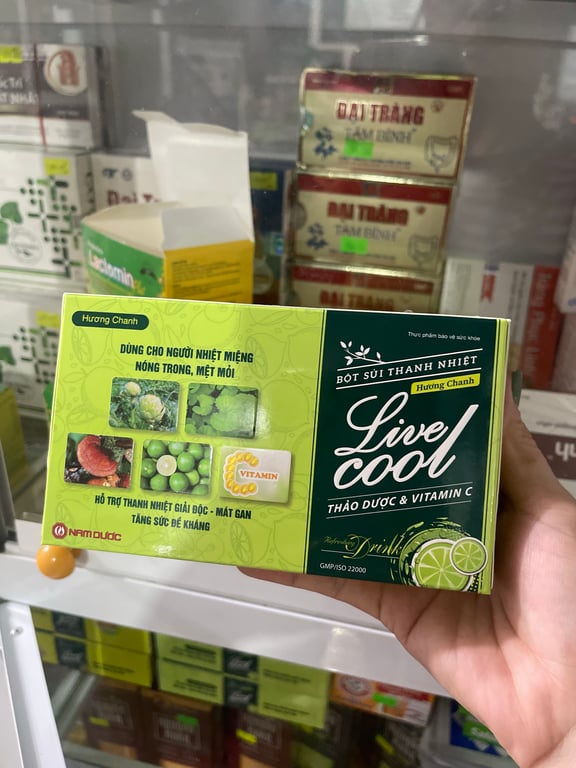 ĐẠI TRÀNG
TÂM BÌNH
ĐẠI TRÀNG
TÂM BÌNH
ĐẠI TRÀNG
Lactomin
Hương Chanh
DÙNG CHO NGƯỜI NHIỆT MIỆNG
NÓNG TRONG, MỆT MỎI
VITAMIN
C
HỖ TRỢ THANH NHIỆT GIẢI ĐỘC - MÁT GAN
TĂNG SỨC ĐỀ KHÁNG
NAM DƯỢC
Thực phẩm bảo vệ sức khỏe
BỘT SỦI THANH NHIỆT
Hương Chanh
Live
cool
THẢO DƯỢC & VITAMIN C
Refreshing
Drink
GMP/ISO 22000